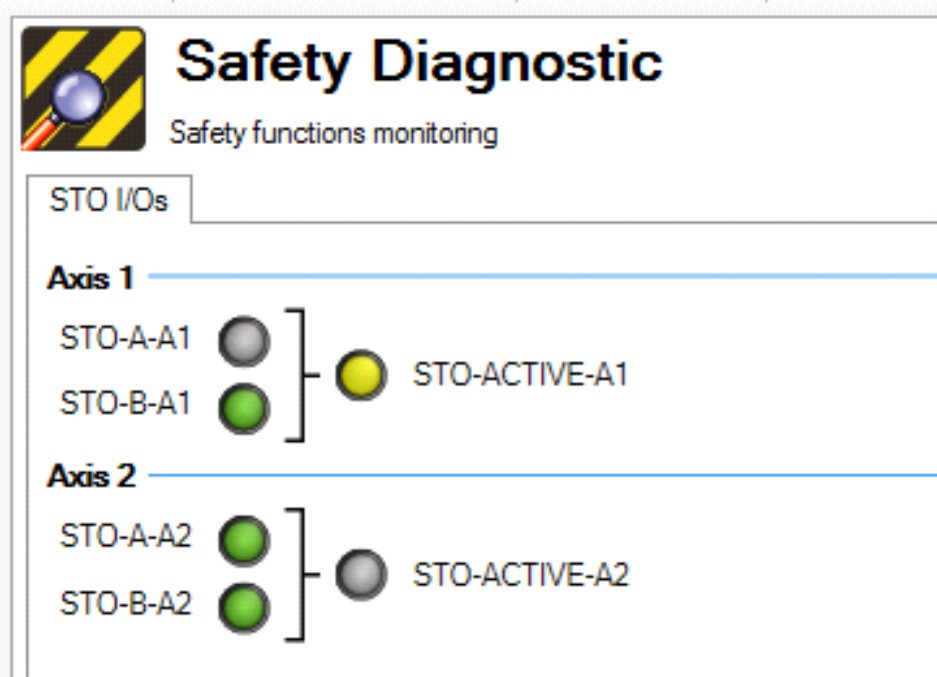 Safety Diagnostic
Safety functions monitoring
STO I/Os
Axis 1
STO-A-A1
STO-B-A1
STO-ACTIVE-A1
Axis 2
STO-A-A2
STO-B-A2
STO-ACTIVE-A2